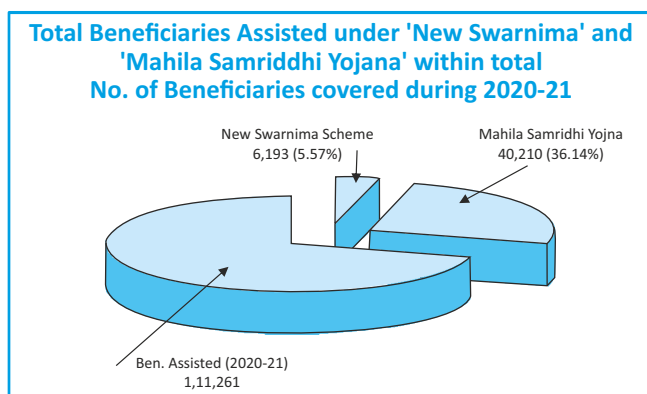 Total Beneficiaries Assisted under 'New Swarnima' and
'Mahila Samriddhi Yojana' within total
No. of Beneficiaries covered during 2020-21
New Swarnima Scheme
6,193 (5.57%)
Mahila Samridhi Yojna
40,210 (36.14%)
Ben. Assisted (2020-21)
1,11,261